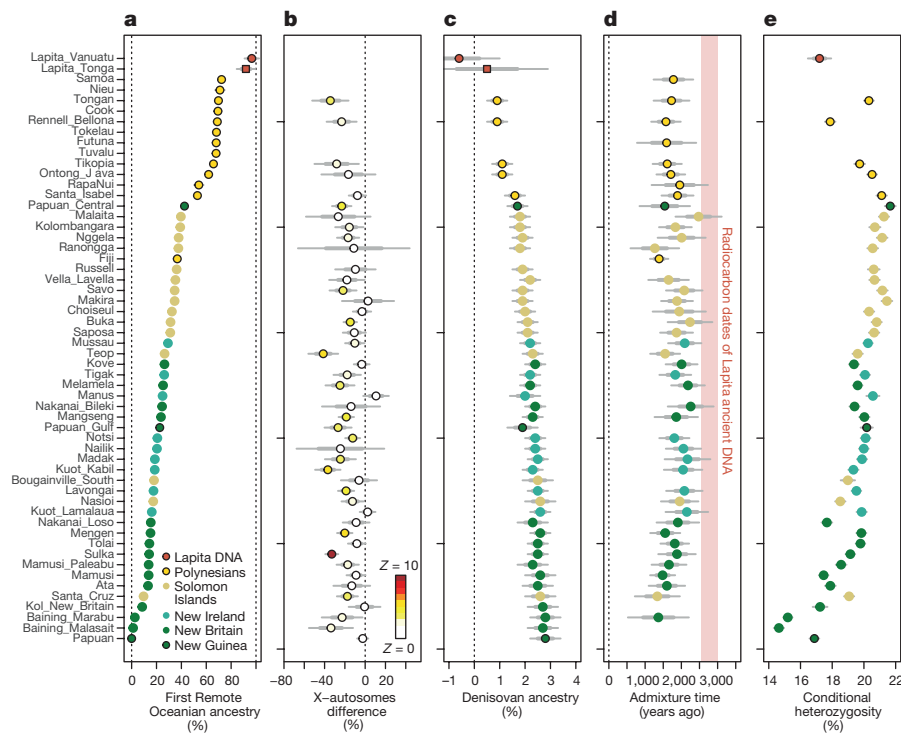 a b c d e
Lapita_Vanuatu
Lapita_Tonga
Samoa
Nieu
Tongan
Cook
Rennell_Bellona
Tokelau
Futuna
Tuvalu
Tikopia
Ontong_Java
RapaNui
Santa_Isabel
Papuan_Central
Malaita
Kolombangara
Nggela
Ranongga
Fiji
Russell
Vella_Lavella
Savo
Makira
Choiseul
Buka
Saposa
Mussau
Teop
Kove
Tigak
Melamela
Manus
Nakanai_Bileki
Mangseng
Papuan_Gulf
Notsi
Nailik
Madak
Kuot_Kabil
Bougainville_South
Lavongai
Nasioi
Kuot_Lamalaua
Nakanai_Loso
Mengen
Tolai
Sulka
Mamusi_Paleabu
Mamusi
Ata
Santa_Cruz
Kol_New_Britain
Baining_Marabu
Baining_Malasait
Papuan
Lapita DNA
Polynesians
Solomon
Islands
New Ireland
New Britain
New Guinea
Z = 10
Z = 0
Radiocarbon dates of Lapita ancient DNA
0 20 40 60 80 100
First Remote
Oceanian ancestry
(%)
−80 −60 −40 −20 0 20
X−autosomes
difference
(%)
−1 0 1 2 3 4
Denisovan ancestry
(%)
0 1,000 2,000 3,000
Admixture time
(years ago)
14 16 18 20 22
Conditional
heterozygosity
(%)